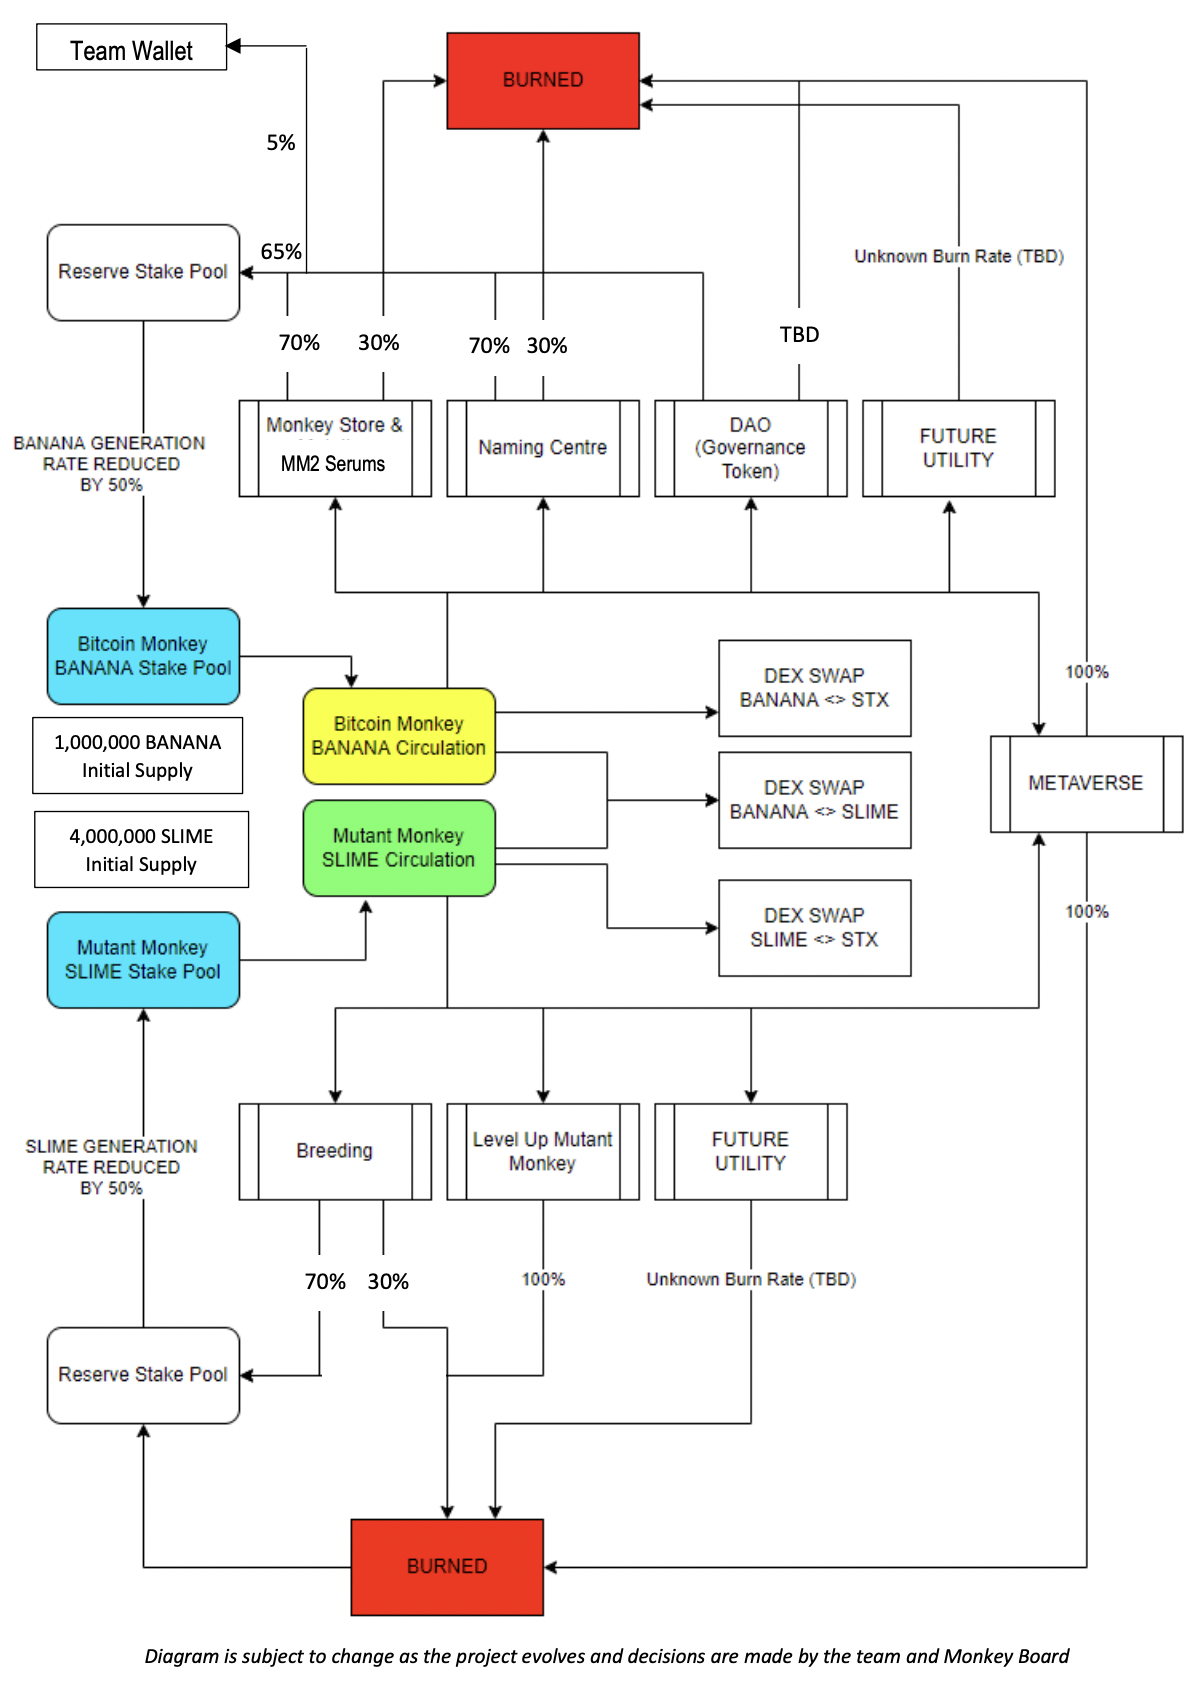 Team Wallet
BURNED
5%
65%
Reserve Stake Pool
Unknown Burn Rate (TBD)
70%
30%
70%
30%
TBD
BANANA GENERATION
RATE REDUCED
BY 50%
Monkey Store &
MM2 Serums
Naming Centre
DAO
(Governance
Token)
FUTURE
UTILITY
Bitcoin Monkey
BANANA Stake Pool
1,000,000 BANANA
Initial Supply
Bitcoin Monkey
BANANA Circulation
DEX SWAP
BANANA <> STX
100%
METAVERSE
DEX SWAP
BANANA <> SLIME
4,000,000 SLIME
Initial Supply
Mutant Monkey
SLIME Circulation
DEX SWAP
SLIME <> STX
100%
Mutant Monkey
SLIME Stake Pool
SLIME GENERATION
RATE REDUCED
BY 50%
Breeding
Level Up Mutant
Monkey
FUTURE
UTILITY
70%
30%
100%
Unknown Burn Rate (TBD)
Reserve Stake Pool
BURNED
Diagram is subject to change as the project evolves and decisions are made by the team and Monkey Board